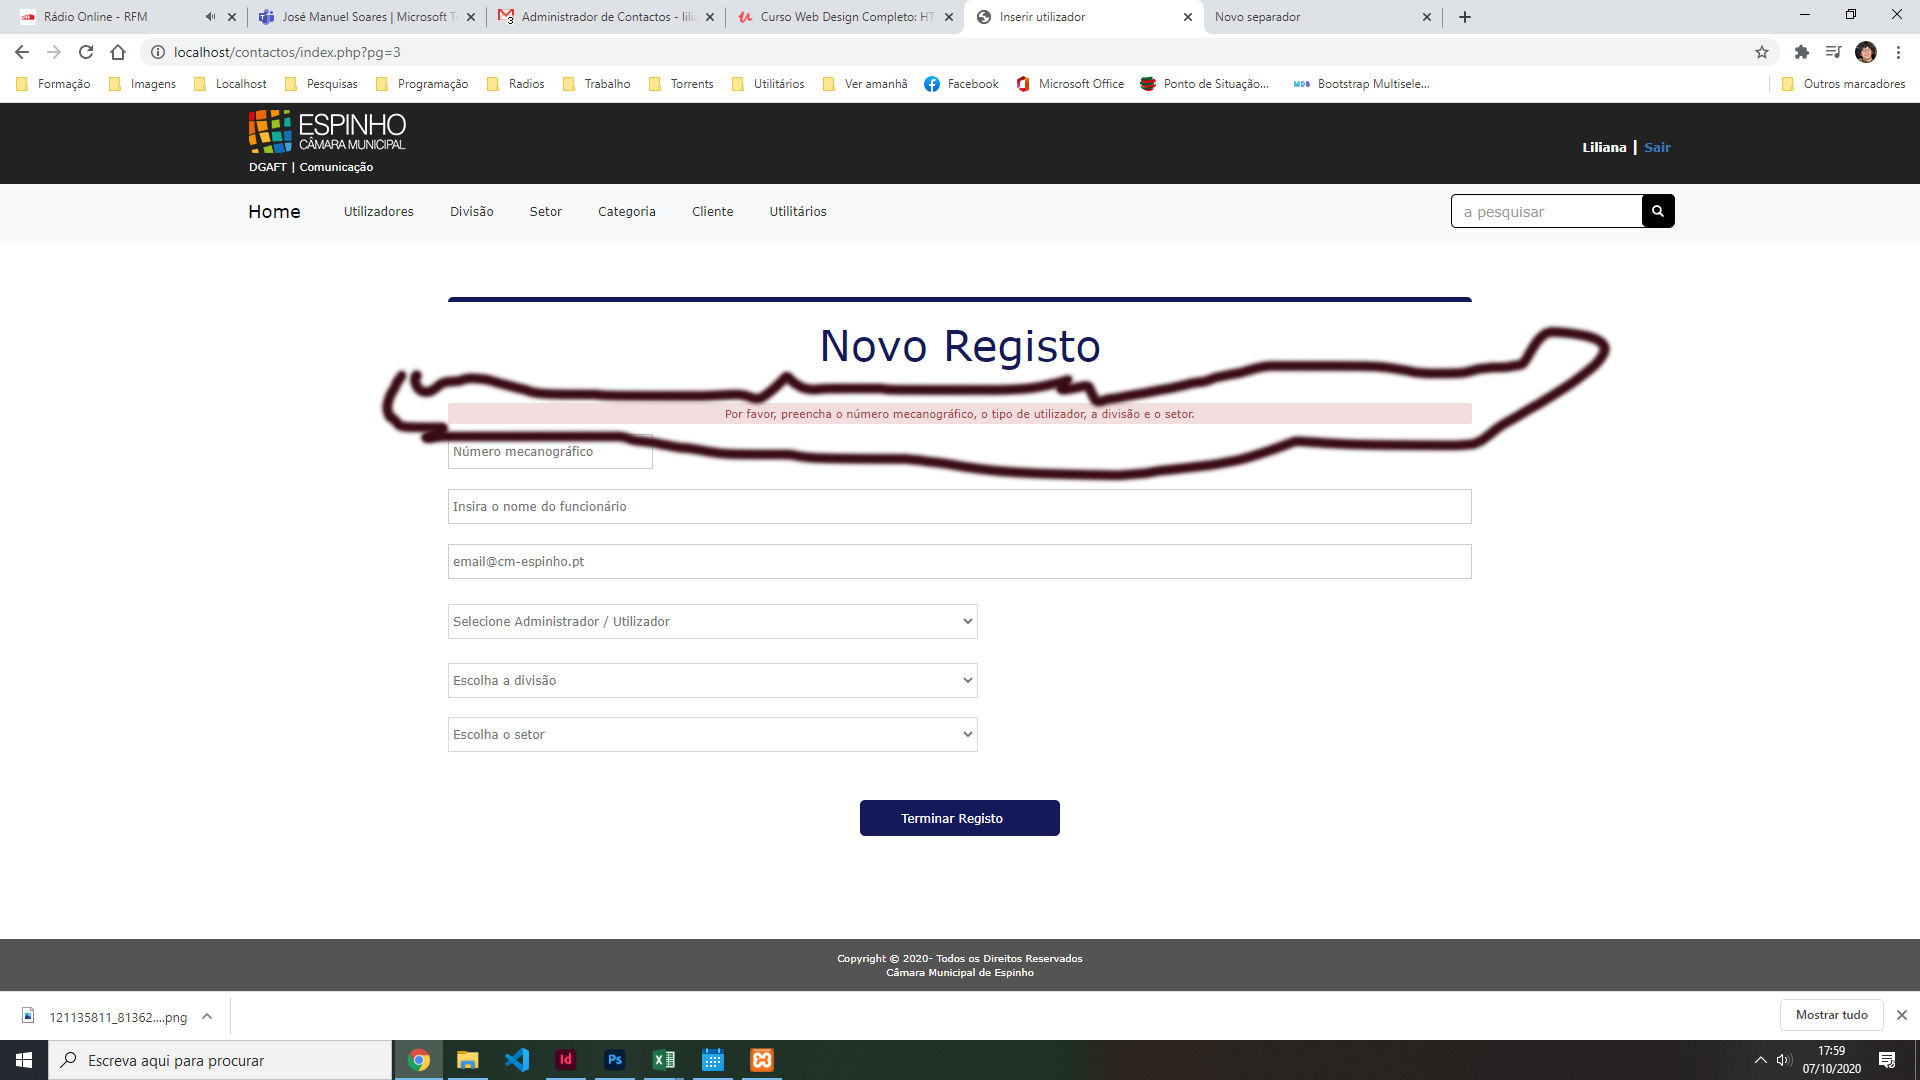 Rádio Online - RFM
José Manuel Soares | Microsoft T
Administrador de Contactos - lili
Curso Web Design Completo: HT
Inserir utilizador
Novo separador
localhost/contactos/index.php?pg=3
Formação
Imagens
Localhost
Pesquisas
Programação
Radios
Trabalho
Torrents
Utilitários
Ver amanhã
Facebook
Microsoft Office
Ponto de Situação...
MDB Bootstrap Multisele...
Outros marcadores
ESPINHO
CÂMARA MUNICIPAL
DGAFT | Comunicação
Liliana | Sair
Home
Utilizadores
Divisão
Setor
Categoria
Cliente
Utilitários
a pesquisar
Novo Registo
Por favor, preencha o número mecanográfico, o tipo de utilizador, a divisão e o setor.
Número mecanográfico
Insira o nome do funcionário
email@cm-espinho.pt
Selecione Administrador / Utilizador
Escolha a divisão
Escolha o setor
Terminar Registo
Copyright © 2020- Todos os Direitos Reservados
Câmara Municipal de Espinho
121135811_81362....png
Mostrar tudo
Escreva aqui para procurar
Id
Ps
17:59
07/10/2020